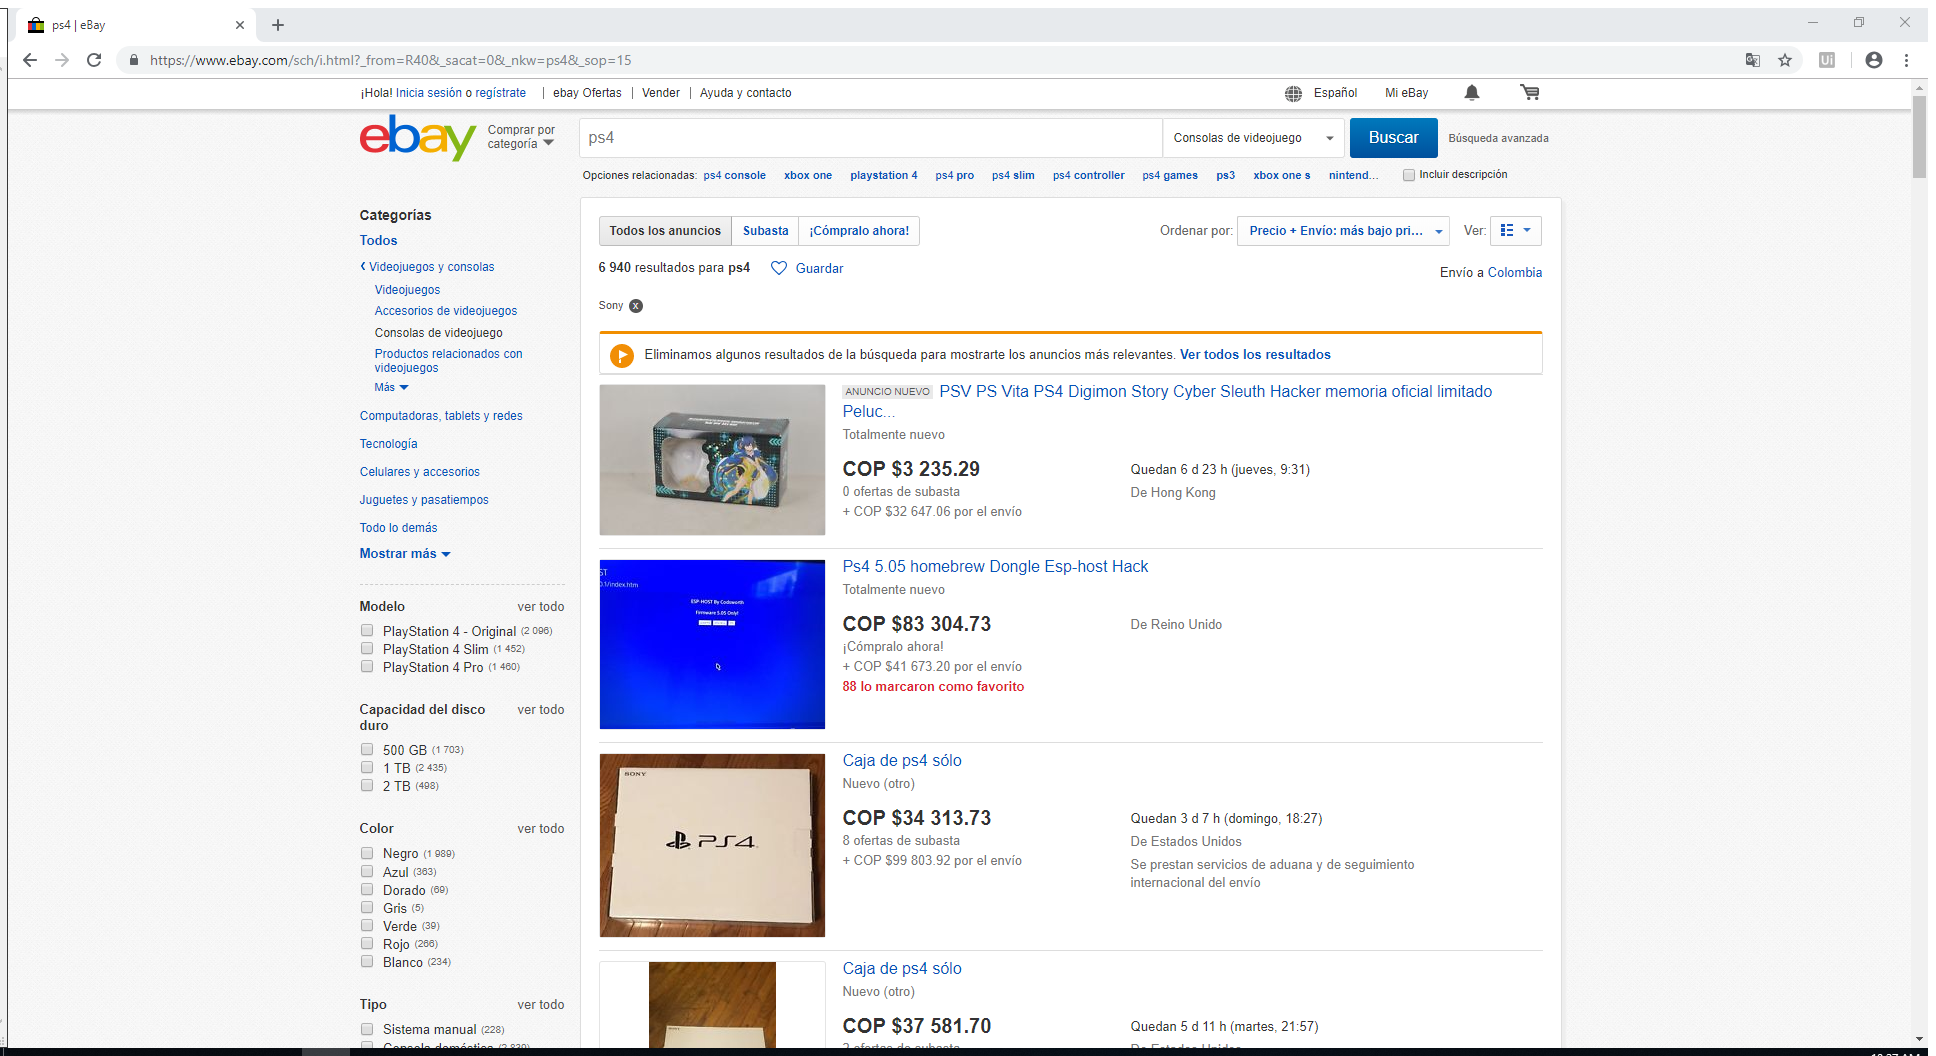 ps4 | eBay
https://www.ebay.com/sch/i.html?_from=R40&_sacat=0&_nkw=ps4&_sop=15
¡Hola! Inicia sesión o regístrate | ebay Ofertas | Vender | Ayuda y contacto
Español Mi eBay
ebay
Comprar por categoría
ps4
Consolas de videojuego
Buscar
Búsqueda avanzada
Opciones relacionadas: ps4 console xbox one playstation 4 ps4 pro ps4 slim ps4 controller ps4 games ps3 xbox one s nintend... Incluir descripción
Categorías
Todos
Videojuegos y consolas
Videojuegos
Accesorios de videojuegos
Consolas de videojuego
Productos relacionados con
videojuegos
Más
Computadoras, tablets y redes
Tecnología
Celulares y accesorios
Juguetes y pasatiempos
Todo lo demás
Mostrar más
Modelo ver todo
PlayStation 4 - Original (2 096)
PlayStation 4 Slim (1 452)
PlayStation 4 Pro (1 460)
Capacidad del disco duro ver todo
500 GB (1 703)
1 TB (2 435)
2 TB (498)
Color ver todo
Negro (1 989)
Azul (363)
Dorado (69)
Gris (5)
Verde (39)
Rojo (266)
Blanco (234)
Tipo ver todo
Sistema manual (228)
Todos los anuncios Subasta ¡Cómpralo ahora!
Ordenar por: Precio + Envío: más bajo pri... Ver:
6 940 resultados para ps4 Guardar
Envío a Colombia
Sony x
Eliminamos algunos resultados de la búsqueda para mostrarte los anuncios más relevantes. Ver todos los resultados
ANUNCIO NUEVO PSV PS Vita PS4 Digimon Story Cyber Sleuth Hacker memoria oficial limitado
Peluc...
Totalmente nuevo
COP $3 235.29
0 ofertas de subasta
+ COP $32 647.06 por el envío
Quedan 6 d 23 h (jueves, 9:31)
De Hong Kong
ST
0.1/index.htm
ESP-HOST By Codsworth
Firmware 5.05 Only!
Ps4 5.05 homebrew Dongle Esp-host Hack
Totalmente nuevo
COP $83 304.73
¡Cómpralo ahora!
+ COP $41 673.20 por el envío
88 lo marcaron como favorito
De Reino Unido
SONY
PS4
Caja de ps4 sólo
Nuevo (otro)
COP $34 313.73
8 ofertas de subasta
+ COP $99 803.92 por el envío
Quedan 3 d 7 h (domingo, 18:27)
De Estados Unidos
Se prestan servicios de aduana y de seguimiento
internacional del envío
Caja de ps4 sólo
Nuevo (otro)
COP $37 581.70
Quedan 5 d 11 h (martes, 21:57)